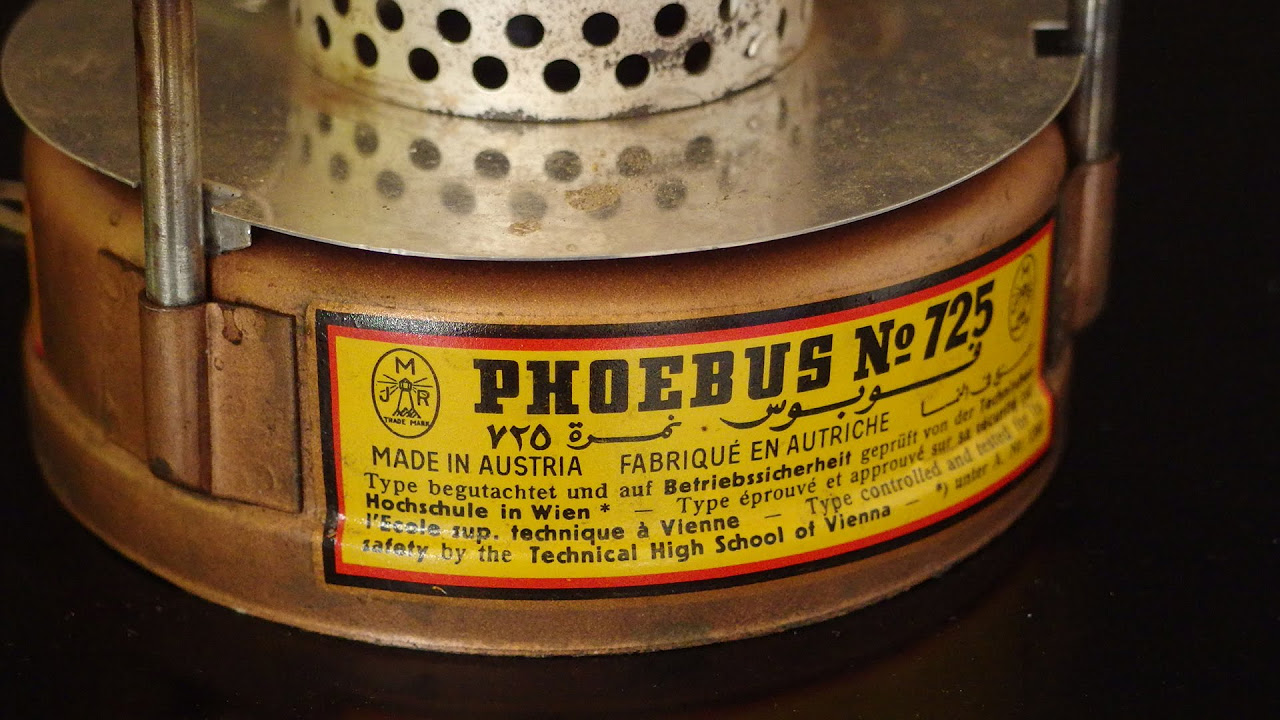 M
J R
TRADE MARK
PHOEBUS No 725
فوبوس نمرة ٧٢٥
MADE IN AUSTRIA FABRIQUÉ EN AUTRICHE
Type begutachtet und auf Betriebssicherheit geprüft von der Technischen
Hochschule in Wien * — Type éprouvé et approuvé sur sa sécurité par
l'Ecole sup. technique à Vienne — Type controlled and tested for its
safety by the Technical High School of Vienna — *) unter A. Nr.